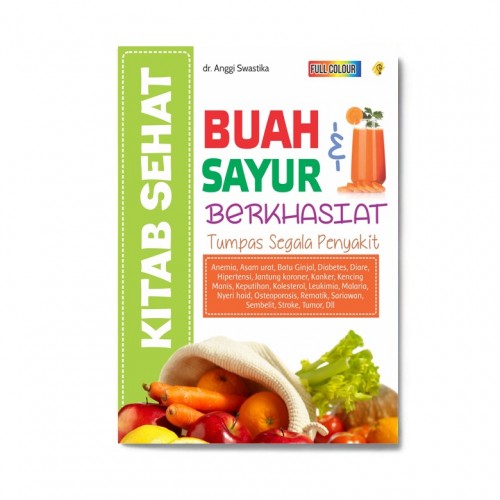 dr. Anggi Swastika
FULL COLOUR
KITAB SEHAT
BUAH
&
SAYUR
BERKHASIAT
Tumpas Segala Penyakit
Anemia, Asam urat, Batu Ginjal, Diabetes, Diare,
Hipertensi, Jantung koroner, Kanker, Kencing
Manis, Keputihan, Kolesterol, Leukimia, Malaria,
Nyeri haid, Osteoporosis, Rematik, Sariawan,
Sembelit, Stroke, Tumor, Dll